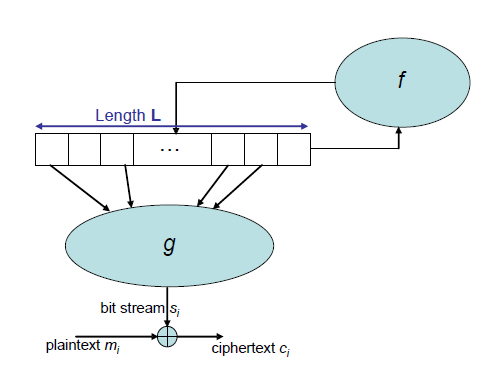 f
Length L
...
g
bit stream sᵢ
plaintext mᵢ
ciphertext cᵢ